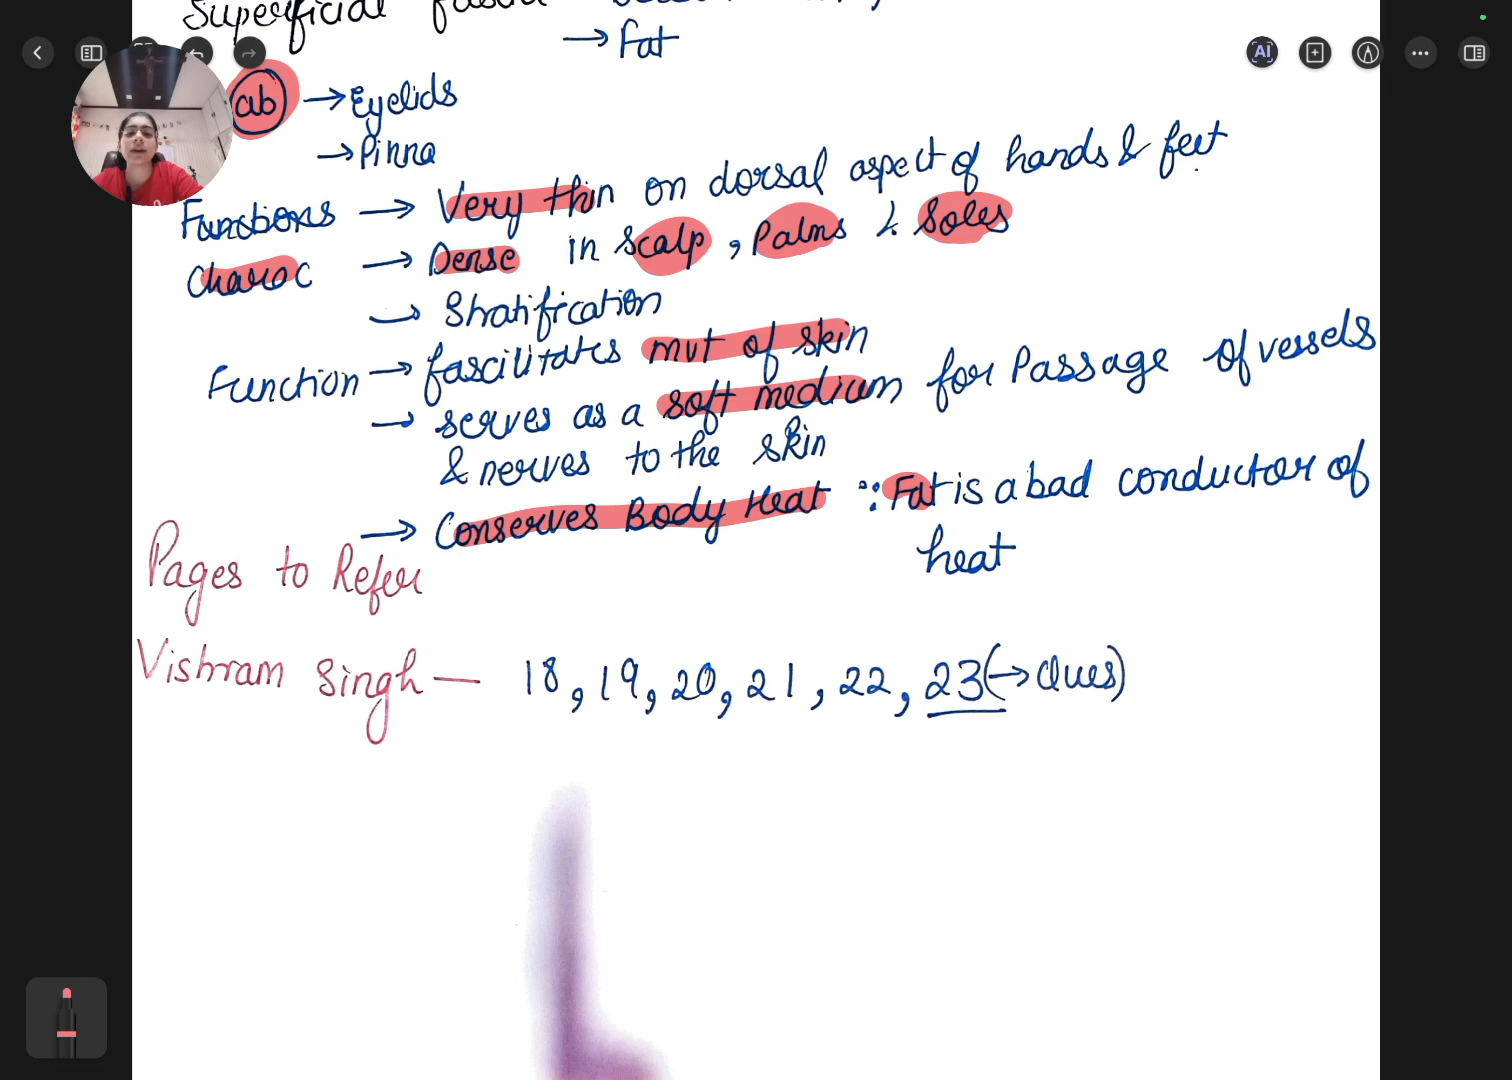 Superficial
→ fat
ab → Eyelids
→ Pinna
Functions → Very thin on dorsal aspect of hands & feet
Charac → Dense in scalp, Palms & Soles
→ Stratification
Function → fascilitates mvt of skin
→ serves as a soft medium for Passage of vessels
& nerves to the skin
→ Conserves Body Heat ∵ Fat is a bad conductor of
heat
Pages to Refer
Vishram Singh — 18, 19, 20, 21, 22, 23 (→ Ques)
AI